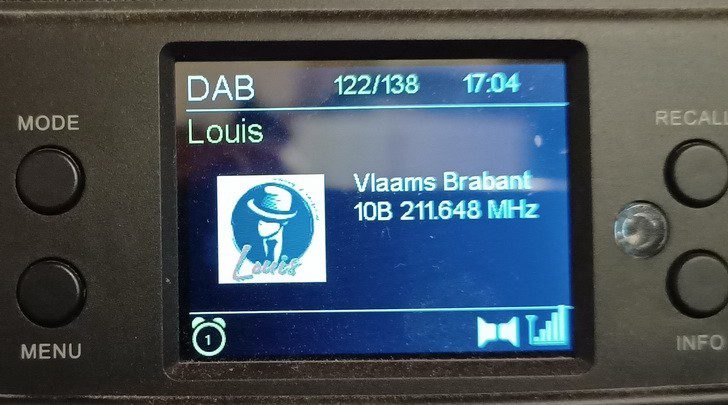 DAB 122/138 17:04
MODE
RECALL
Louis
Vlaams Brabant
10B 211.648 MHz
Louis
1
MENU
INFO